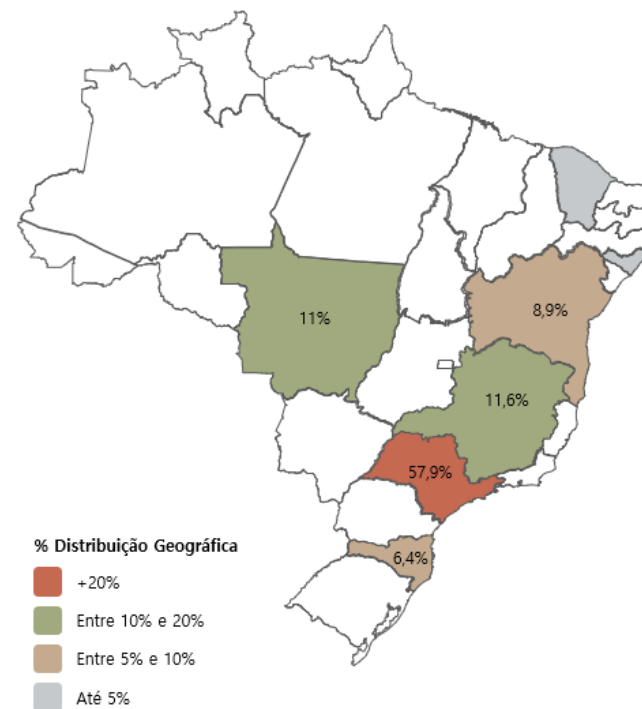 8,9%
11%
11,6%
57,9%
6,4%
% Distribuição Geográfica
+20%
Entre 10% e 20%
Entre 5% e 10%
Até 5%